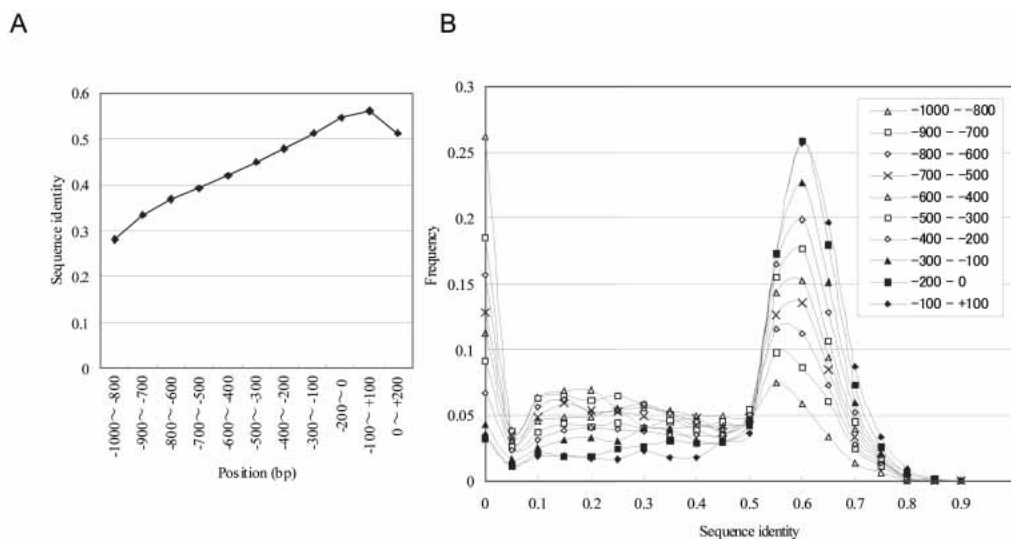 A
B
0.6
0.5
0.4
0.3
0.2
0.1
0
Sequence identity
-1000～-800
-900～-700
-800～-600
-700～-500
-600～-400
-500～-300
-400～-200
-300～-100
-200～0
-100～+100
0～+200
Position (bp)
0.3
0.25
0.2
0.15
0.1
0.05
0
Frequency
0 0.1 0.2 0.3 0.4 0.5 0.6 0.7 0.8 0.9
Sequence identity
-1000 - -800
-900 - -700
-800 - -600
-700 - -500
-600 - -400
-500 - -300
-400 - -200
-300 - -100
-200 - 0
-100 - +100